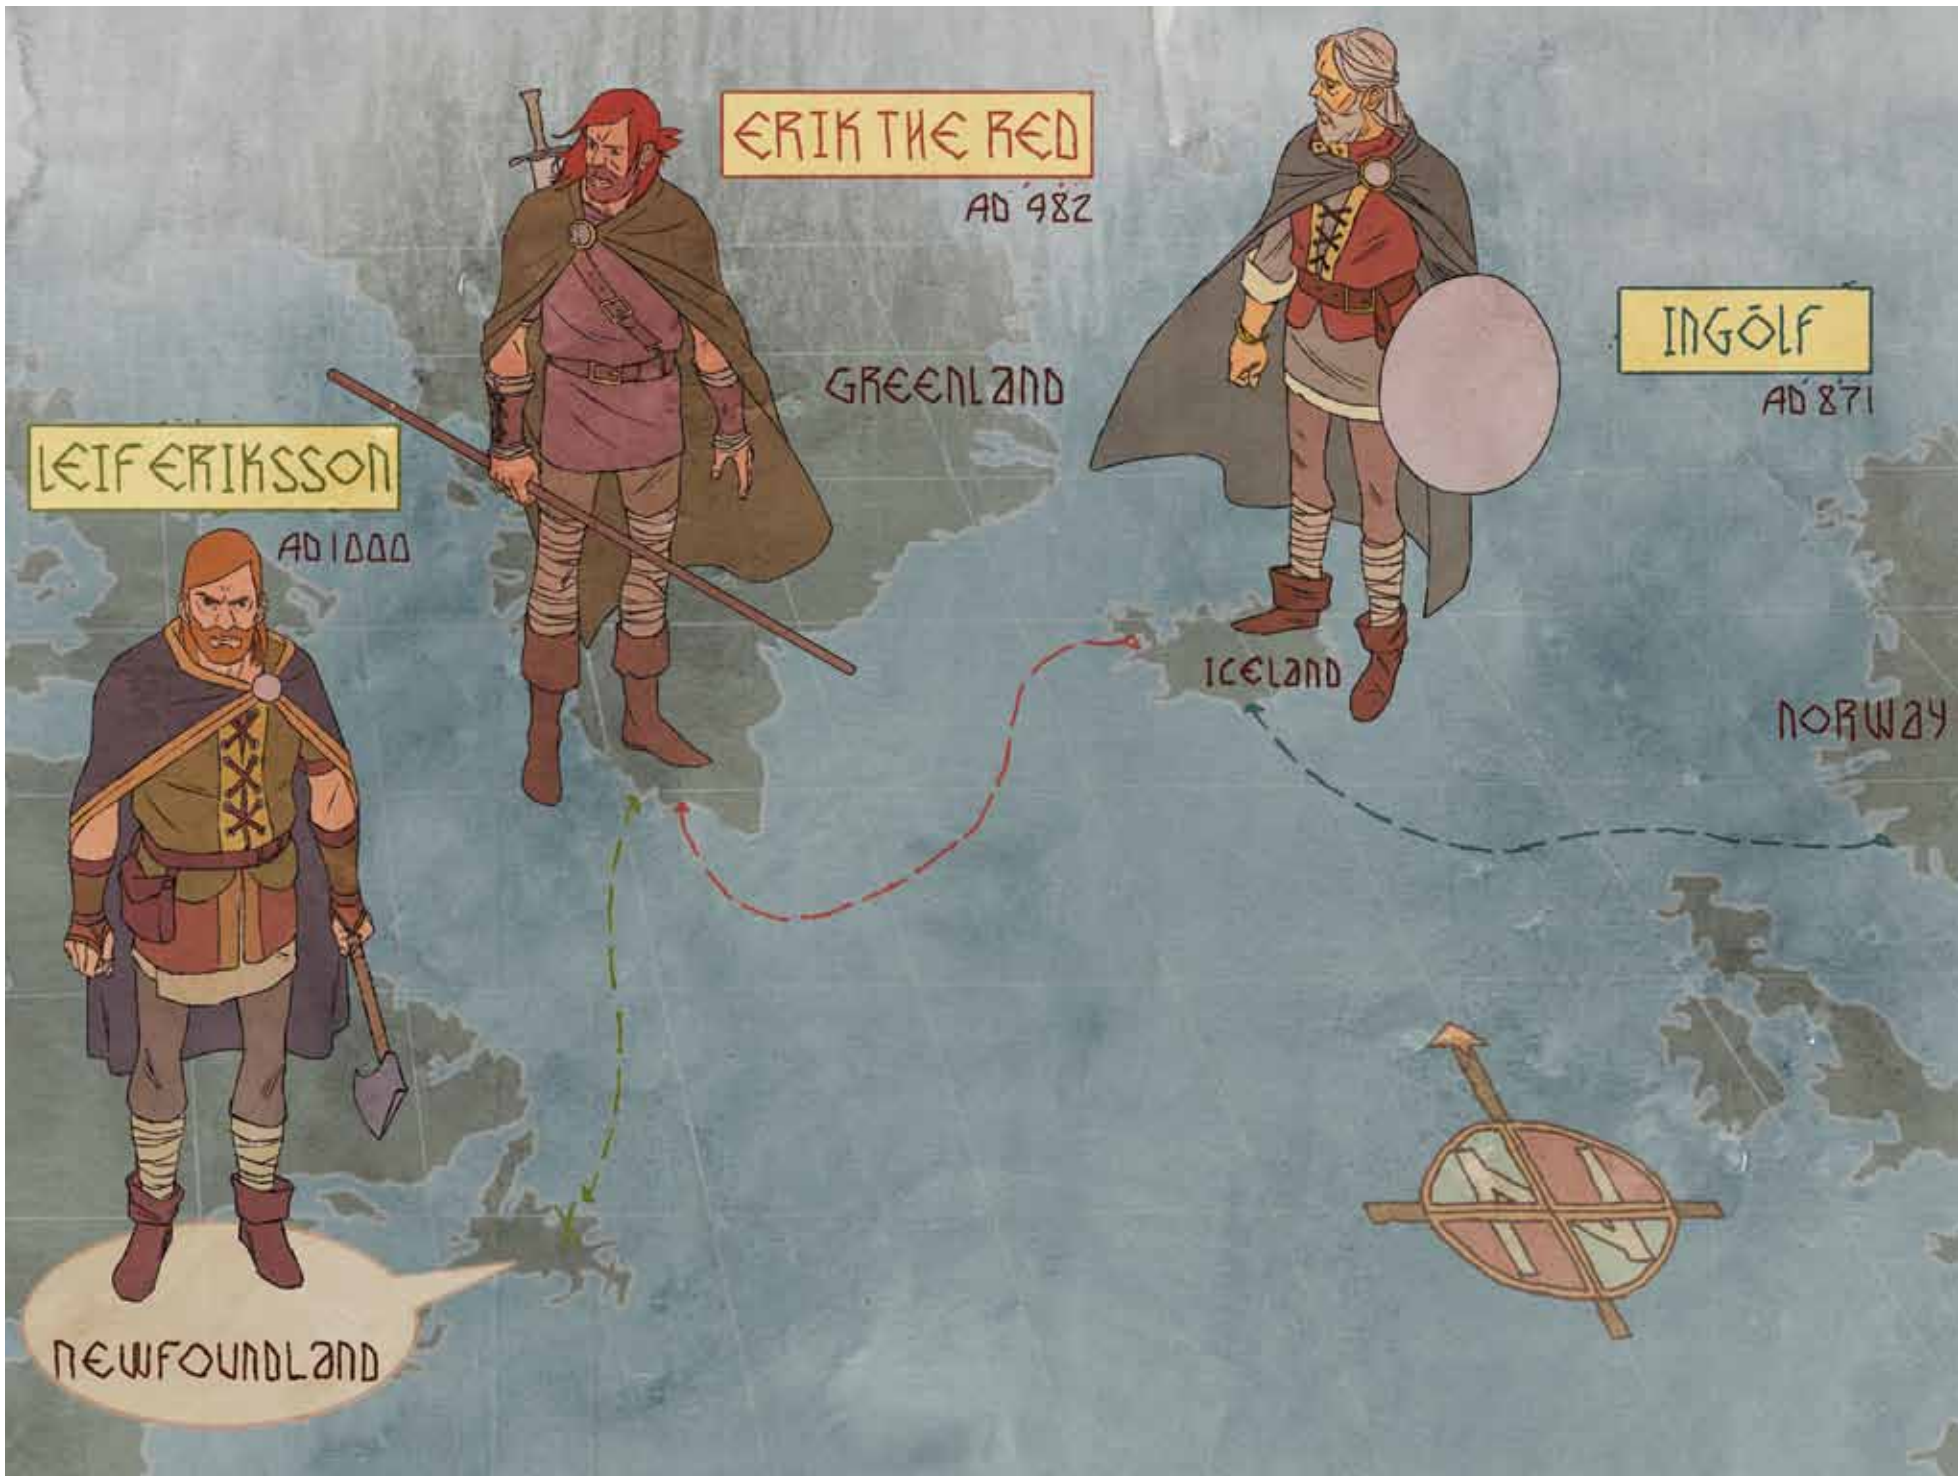 ERIK THE RED
AD 982
INGÓLF
AD 871
GREENLAND
LEIF ERIKSSON
AD 1000
ICELAND
NORWAY
NEWFOUNDLAND
N